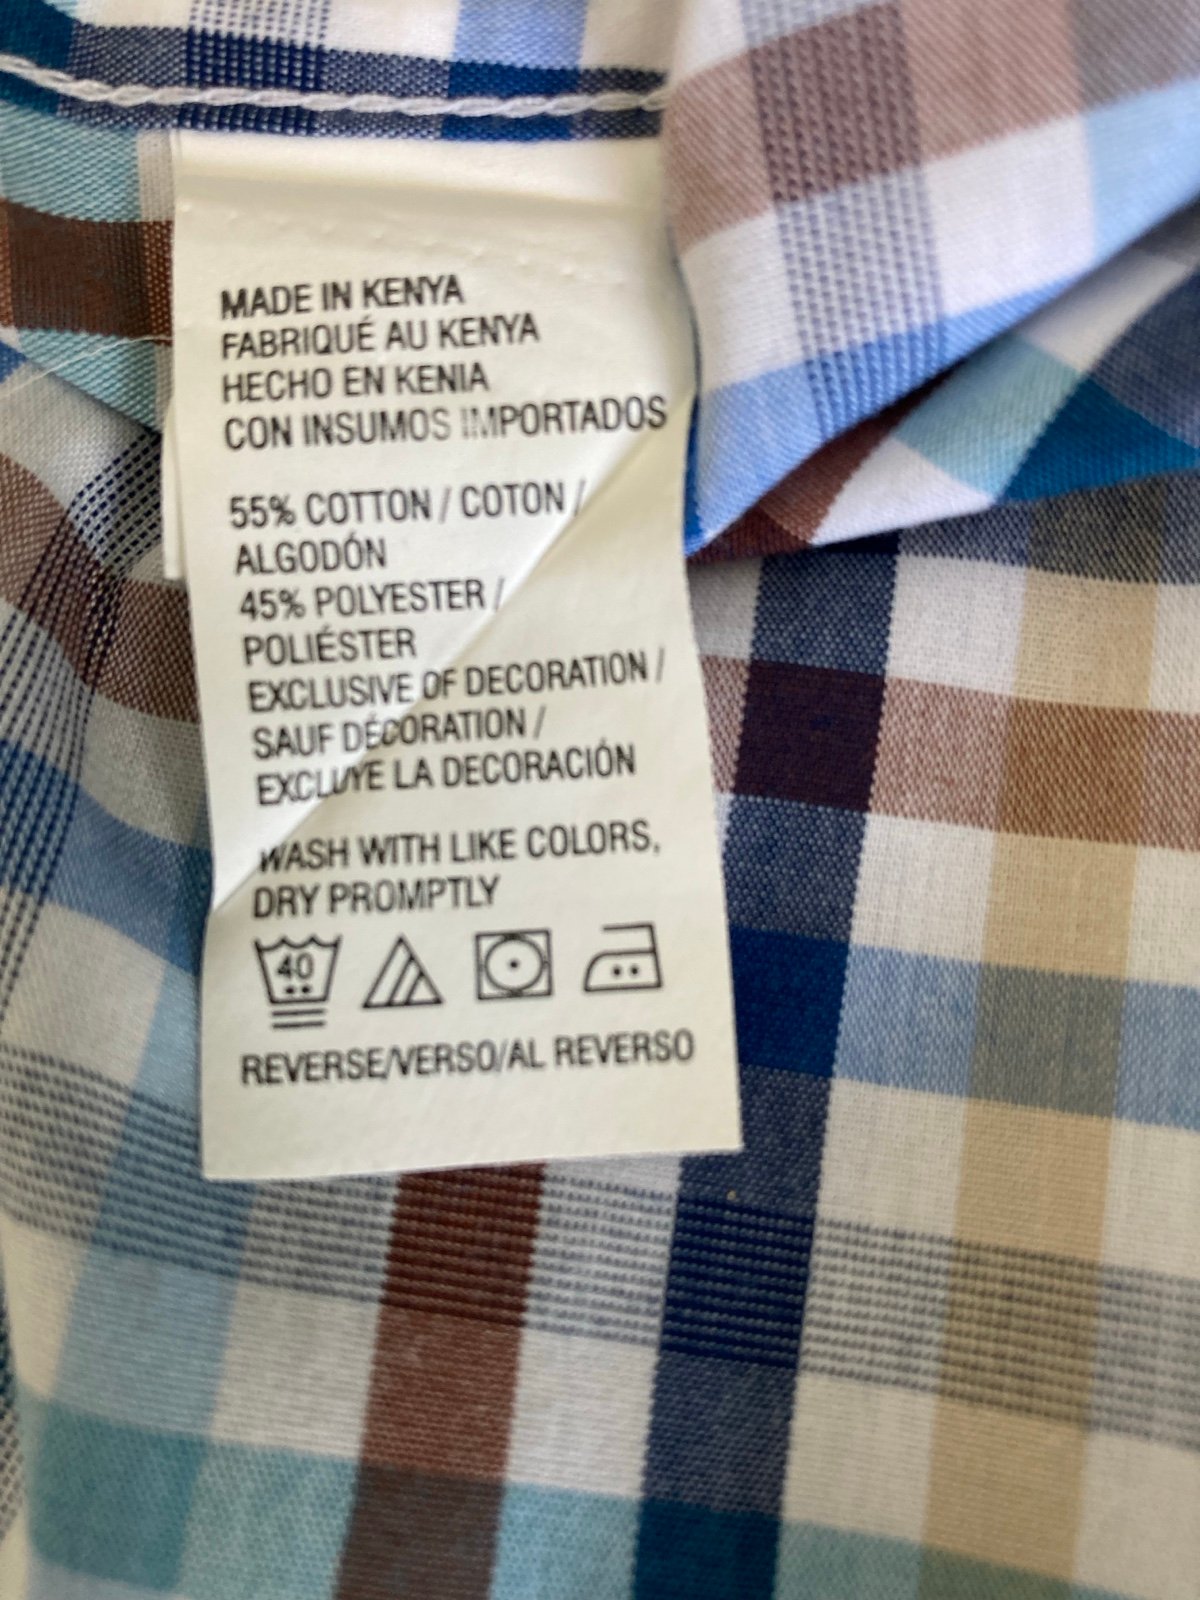 MADE IN KENYA
FABRIQUÉ AU KENYA
HECHO EN KENIA
CON INSUMOS IMPORTADOS
55% COTTON / COTON /
ALGODÓN
45% POLYESTER /
POLIÉSTER
EXCLUSIVE OF DECORATION /
SAUF DÉCORATION /
EXCLUYE LA DECORACIÓN
WASH WITH LIKE COLORS,
DRY PROMPTLY
40
REVERSE/VERSO/AL REVERSO